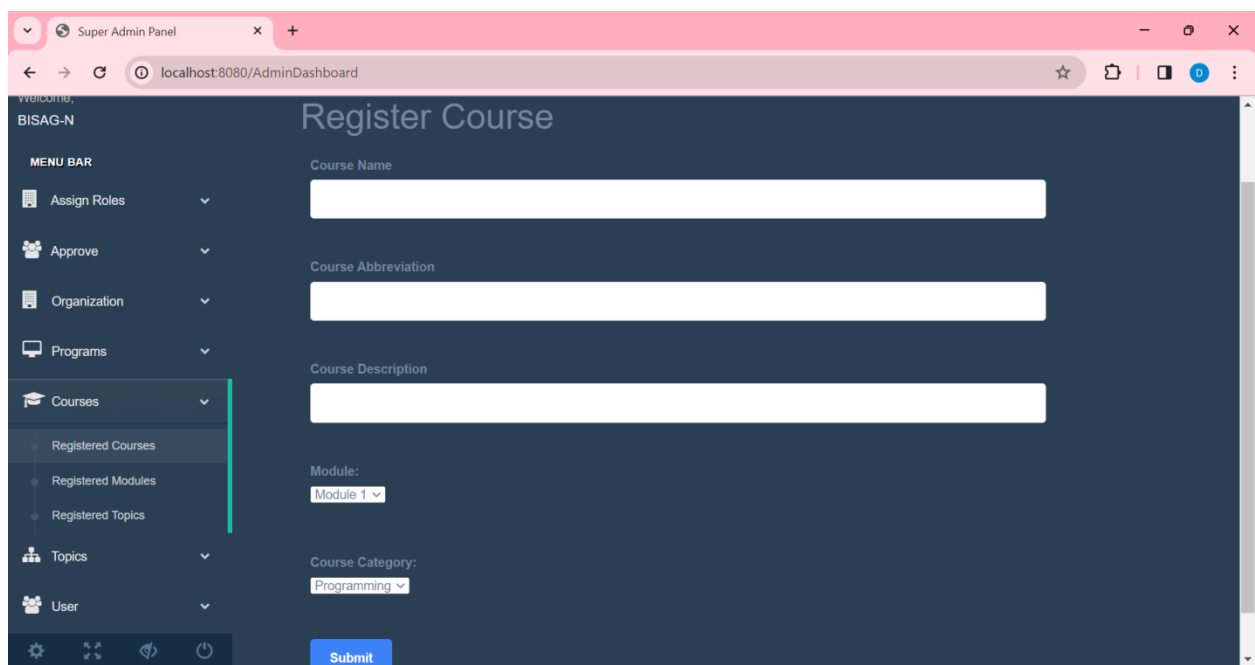 Super Admin Panel
localhost:8080/AdminDashboard
D
Welcome,
BISAG-N
MENU BAR
Assign Roles
Approve
Organization
Programs
Courses
Registered Courses
Registered Modules
Registered Topics
Topics
User
Register Course
Course Name
Course Abbreviation
Course Description
Module:
Module 1
Course Category:
Programming
Submit